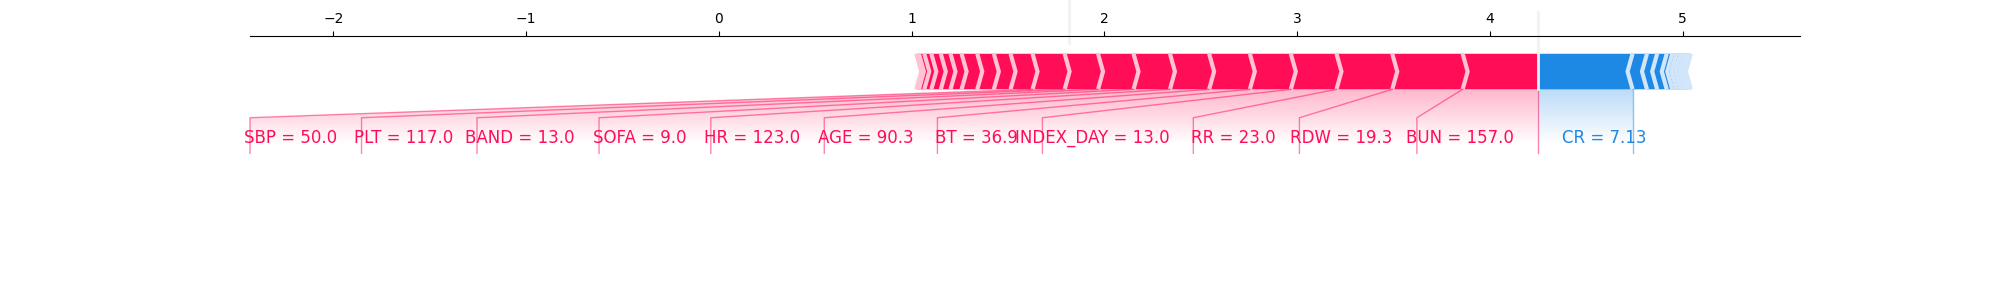 −2 −1 0 1 2 3 4 5
SBP = 50.0 PLT = 117.0 BAND = 13.0 SOFA = 9.0 HR = 123.0 AGE = 90.3 BT = 36.9 INDEX_DAY = 13.0 RR = 23.0 RDW = 19.3 BUN = 157.0 CR = 7.13